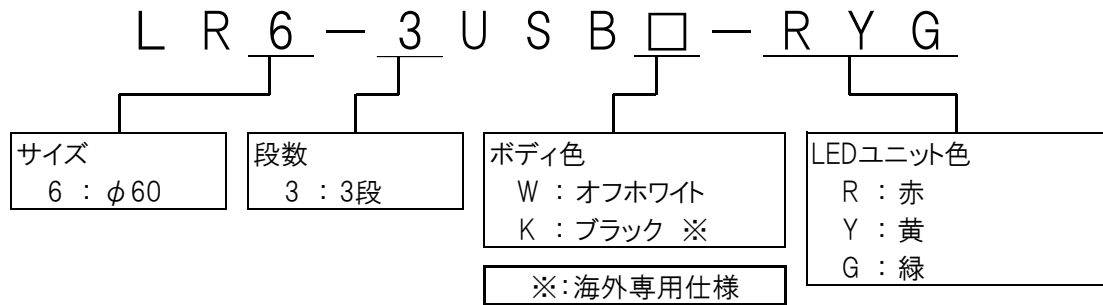 LR6-3USB□-RYG
サイズ
6 : φ60
段数
3 : 3段
ボディ色
W : オフホワイト
K : ブラック ※
※:海外専用仕様
LEDユニット色
R : 赤
Y : 黄
G : 緑